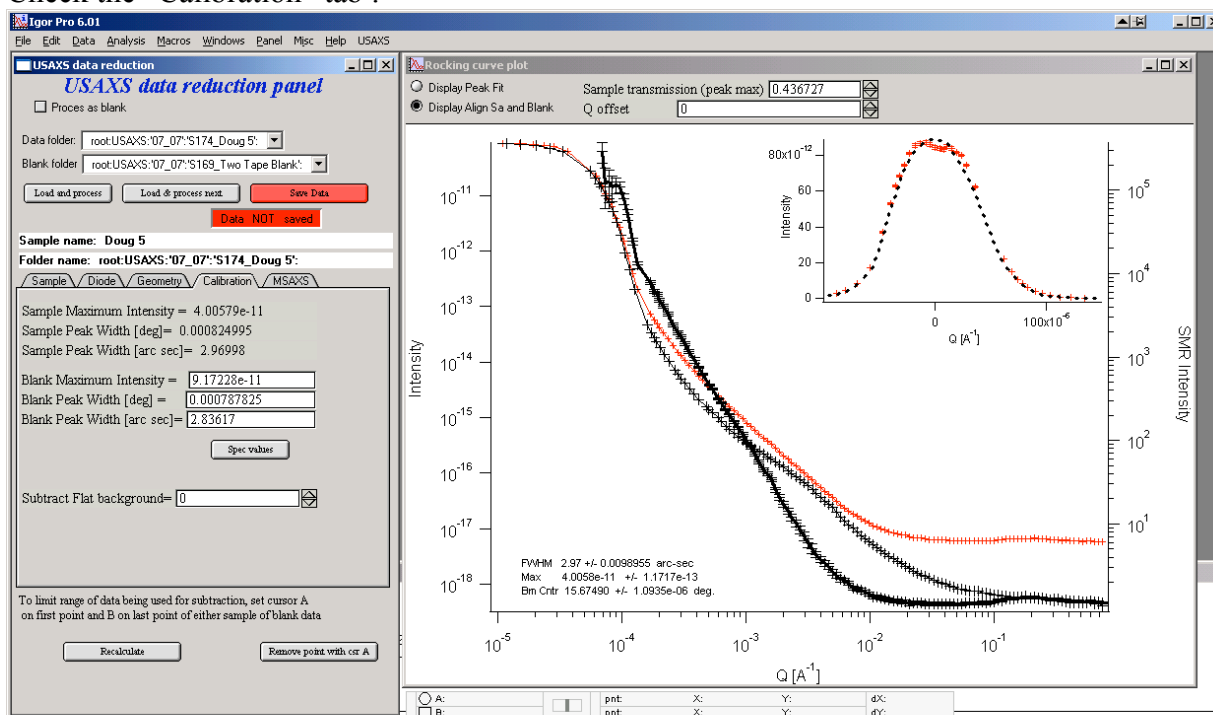 Check the "Calibration" tab :
Igor Pro 6.01
File Edit Data Analysis Macros Windows Panel Misc Help USAXS
USAXS data reduction
USAXS data reduction panel
Proces as blank
Data folder: root:USAXS:'07_07':'S174_Doug 5':
Blank folder root:USAXS:'07_07':'S169_Two Tape Blank':
Load and process Load & process next Save Data
Data NOT saved
Sample name: Doug 5
Folder name: root:USAXS:'07_07':'S174_Doug 5':
Sample Diode Geometry Calibration MSAXS
Sample Maximum Intensity = 4.00579e-11
Sample Peak Width [deg]= 0.000824995
Sample Peak Width [arc sec]= 2.96998
Blank Maximum Intensity = 9.17228e-11
Blank Peak Width [deg] = 0.000787825
Blank Peak Width [arc sec]= 2.83617
Spec values
Subtract Flat background= 0
To limit range of data being used for subtraction, set cursor A
on first point and B on last point of either sample of blank data
Recalculate Remove point with csr A
Rocking curve plot
Display Peak Fit Sample transmission (peak max) 0.436727
Display Align Sa and Blank Q offset 0
Intensity
10⁻¹¹
10⁻¹²
10⁻¹³
10⁻¹⁴
10⁻¹⁵
10⁻¹⁶
10⁻¹⁷
10⁻¹⁸
80x10⁻¹²
60
40
20
0
Intensity
0 100x10⁻⁶
Q [A⁻¹]
10⁵
10⁴
10³
10²
10¹
SMR Intensity
FWHM 2.97 +/- 0.0098955 arc-sec
Max 4.0058e-11 +/- 1.1717e-13
Bm Cntr 15.67490 +/- 1.0935e-06 deg.
10⁻⁵ 10⁻⁴ 10⁻³ 10⁻² 10⁻¹
Q [A⁻¹]
A: pnt: X: Y: dX:
B: pnt: X: Y: dY: